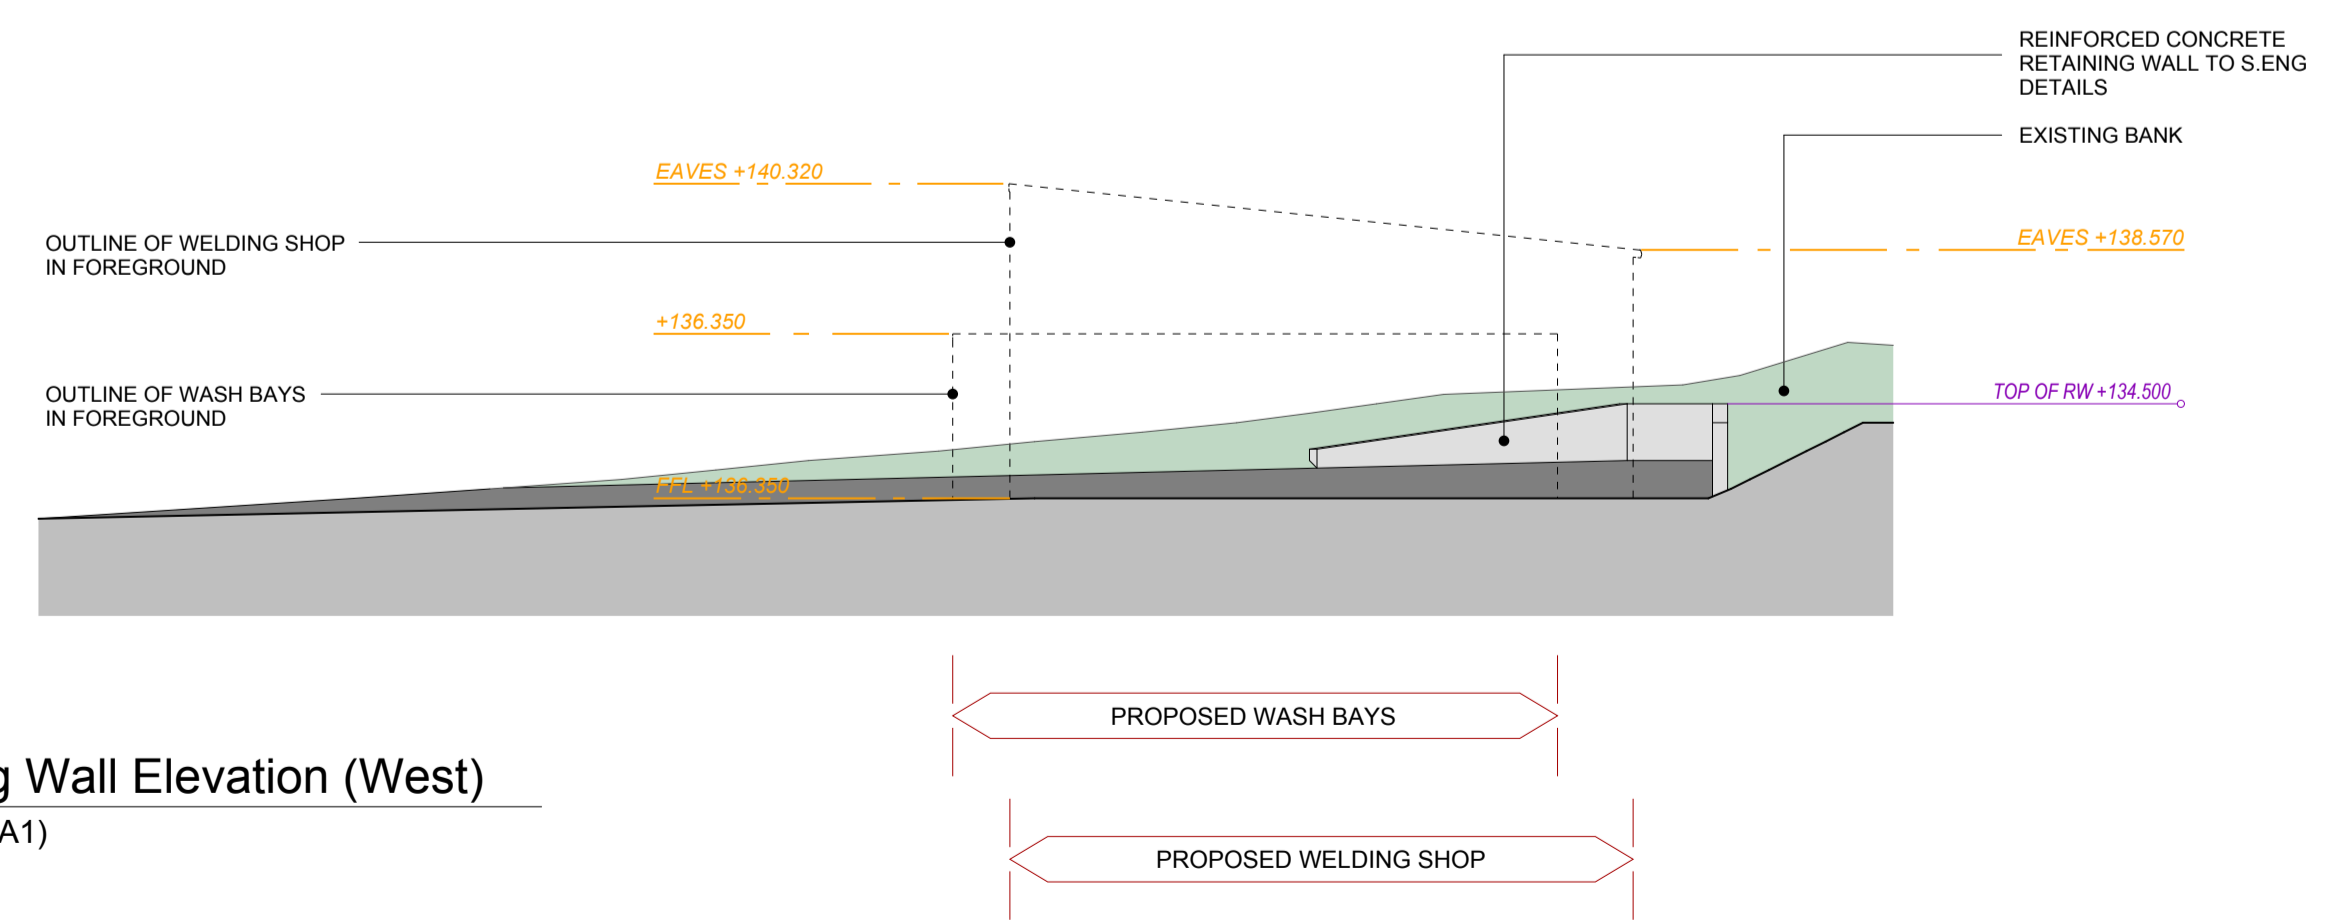 REINFORCED CONCRETE
RETAINING WALL TO S.ENG
DETAILS
EXISTING BANK
EAVES +140.320
OUTLINE OF WELDING SHOP
IN FOREGROUND
EAVES +138.570
+136.350
OUTLINE OF WASH BAYS
IN FOREGROUND
TOP OF RW +134.500
FFL +136.350
PROPOSED WASH BAYS
g Wall Elevation (West)
A1)
PROPOSED WELDING SHOP